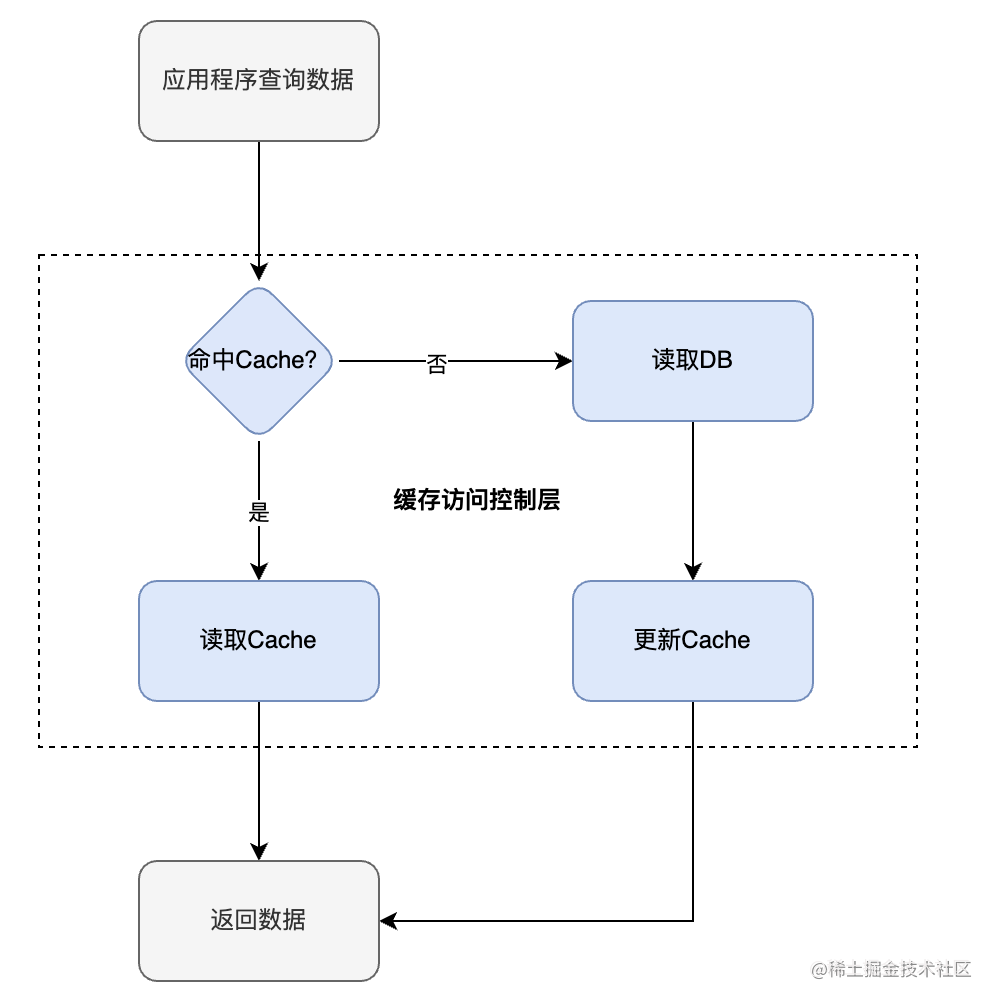 应用程序查询数据
命中Cache?
否
读取DB
缓存访问控制层
是
读取Cache
更新Cache
返回数据
@稀土掘金技术社区